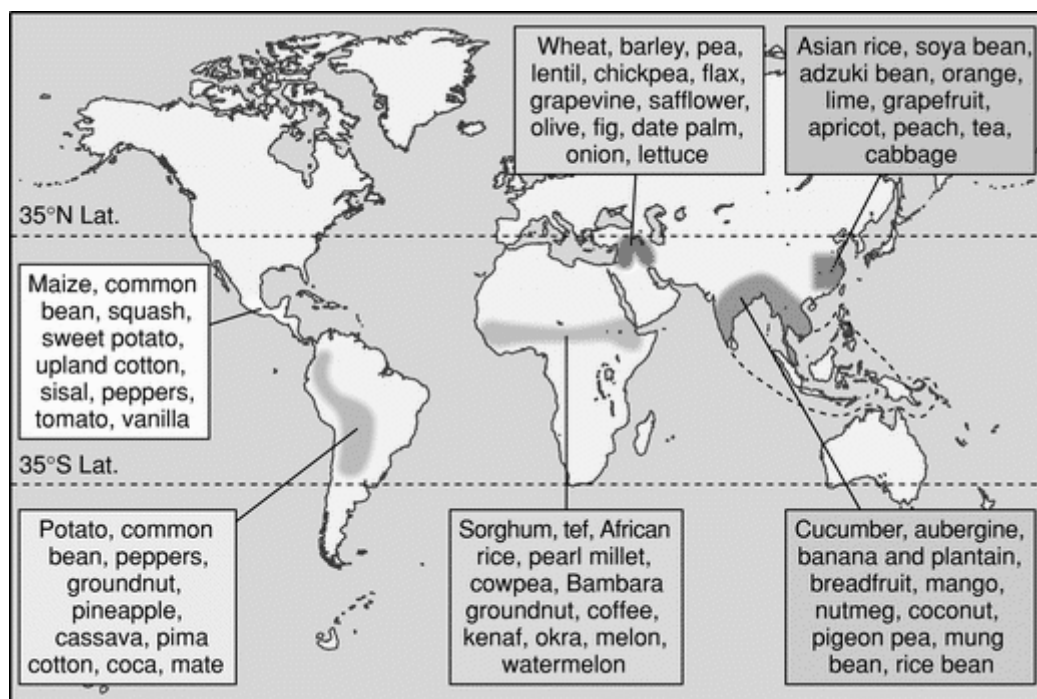 Wheat, barley, pea,
lentil, chickpea, flax,
grapevine, safflower,
olive, fig, date palm,
onion, lettuce
Asian rice, soya bean,
adzuki bean, orange,
lime, grapefruit,
apricot, peach, tea,
cabbage
35°N Lat.
Maize, common
bean, squash,
sweet potato,
upland cotton,
sisal, peppers,
tomato, vanilla
35°S Lat.
Potato, common
bean, peppers,
groundnut,
pineapple,
cassava, pima
cotton, coca, mate
Sorghum, tef, African
rice, pearl millet,
cowpea, Bambara
groundnut, coffee,
kenaf, okra, melon,
watermelon
Cucumber, aubergine,
banana and plantain,
breadfruit, mango,
nutmeg, coconut,
pigeon pea, mung
bean, rice bean